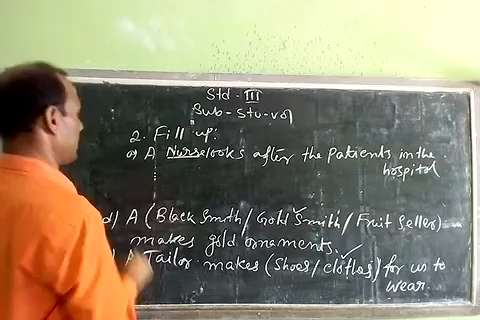 Std - III
Sub - Stu-vol
2. Fill up:
a) A Nurse looks after the Patients in the
hospital
d) A (Black Smith/Gold Smith/Fruit Seller)
makes gold ornaments.
) A Tailor makes (Shoes/Clothes) for us to
wear.